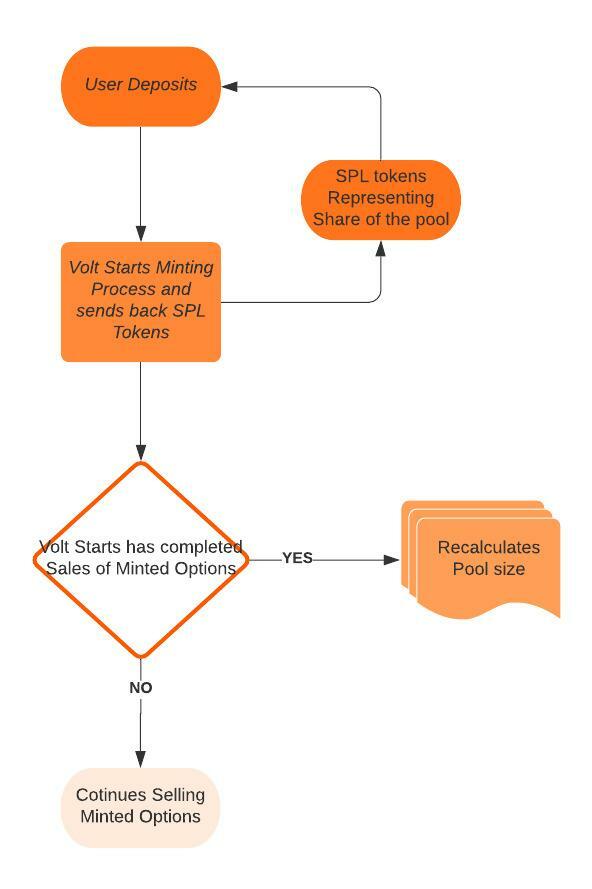 User Deposits
SPL tokens
Representing
Share of the pool
Volt Starts Minting
Process and
sends back SPL
Tokens
Volt Starts has completed
Sales of Minted Options
YES
Recalculates
Pool size
NO
Cotinues Selling
Minted Options